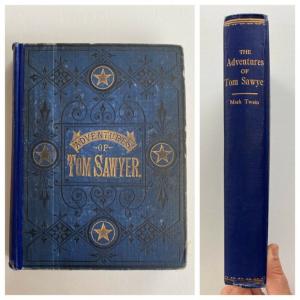 ADVENTURES
OF
TOM SAWYER.
THE
Adventures
OF
Tom Sawye
Mark Twain